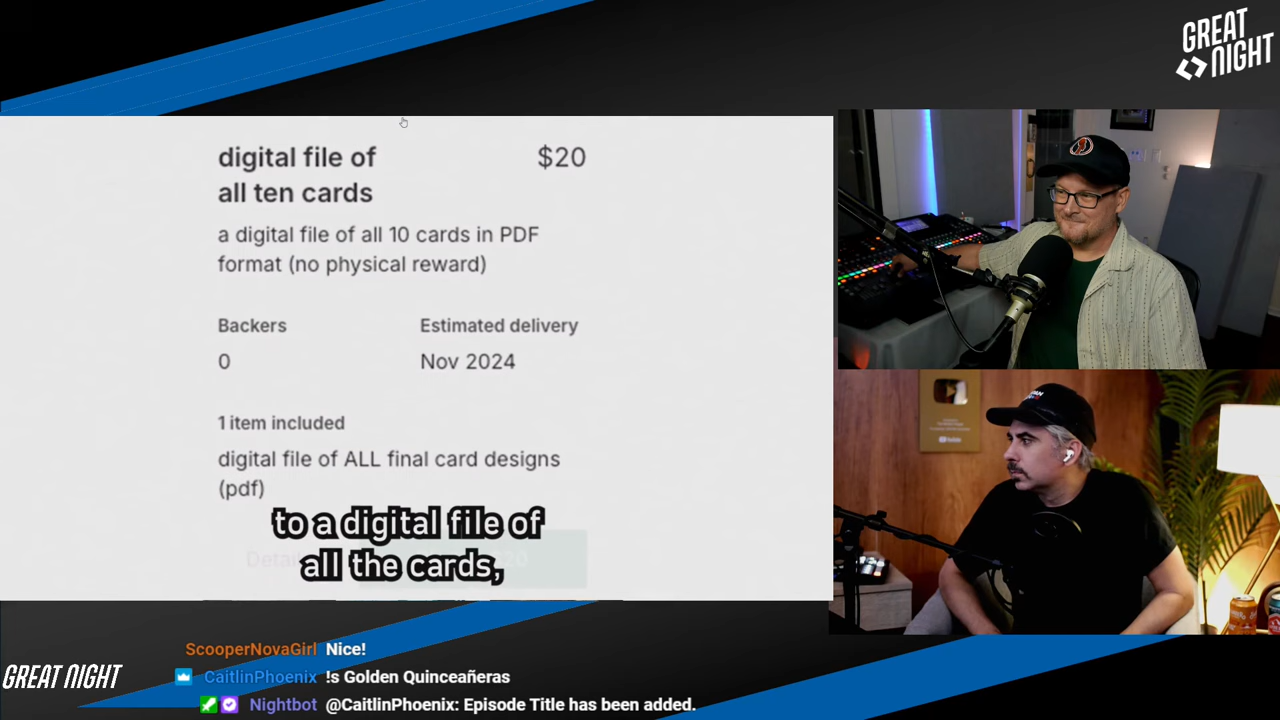 GREAT
NIGHT
digital file of
all ten cards
$20
a digital file of all 10 cards in PDF
format (no physical reward)
Backers
Estimated delivery
0
Nov 2024
1 item included
digital file of ALL final card designs
(pdf)
to a digital file of
all the cards,
ScooperNovaGirl Nice!
CaitlinPhoenix !s Golden Quinceañeras
Nightbot @CaitlinPhoenix: Episode Title has been added.
GREAT NIGHT